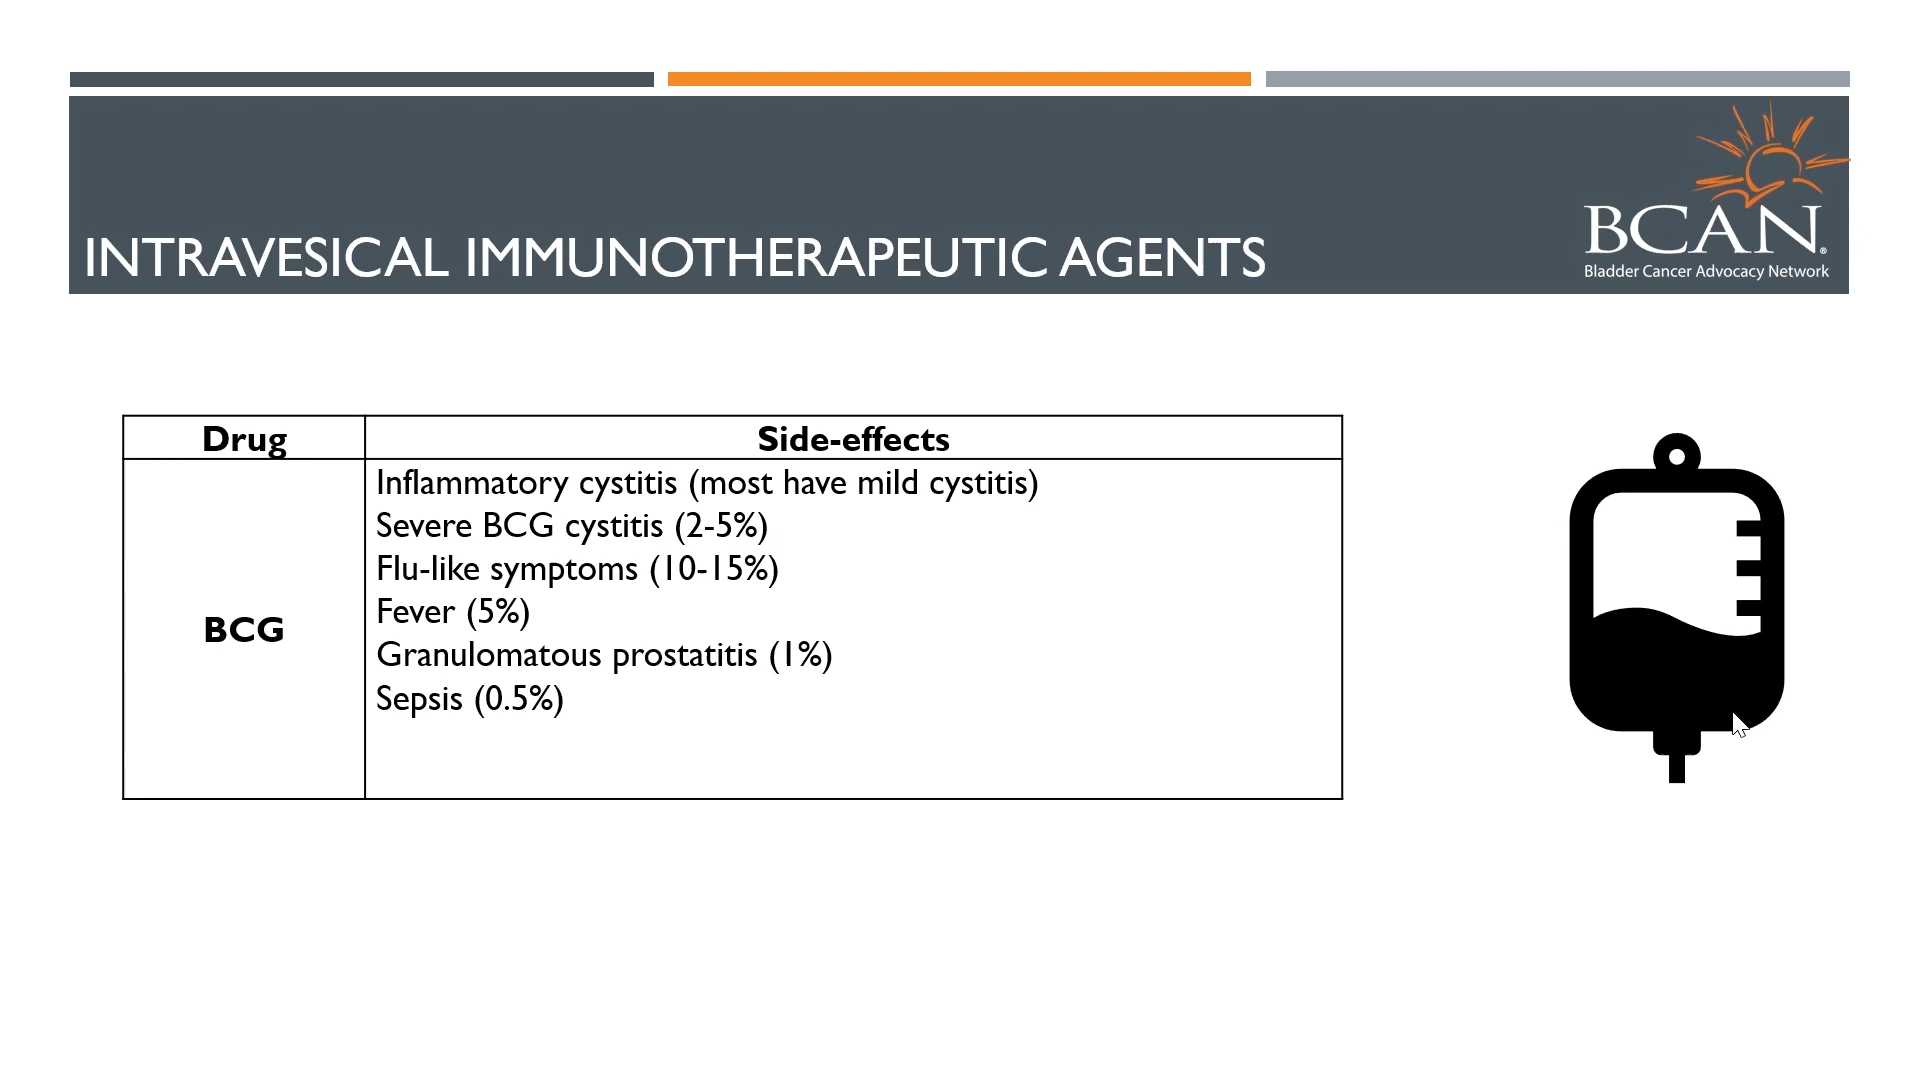 INTRAVESICAL IMMUNOTHERAPEUTIC AGENTS
BCAN®
Bladder Cancer Advocacy Network
Drug
Side-effects
BCG
Inflammatory cystitis (most have mild cystitis)
Severe BCG cystitis (2-5%)
Flu-like symptoms (10-15%)
Fever (5%)
Granulomatous prostatitis (1%)
Sepsis (0.5%)